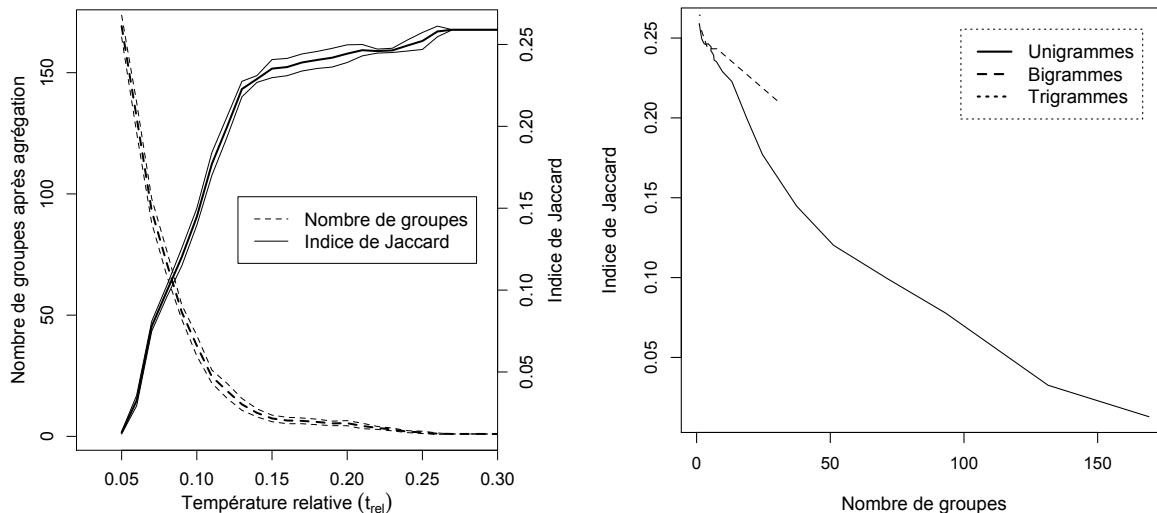 Nombre de groupes après agrégation
0
50
100
150
0.05
0.10
0.15
0.20
0.25
0.30
Température relative (t_rel)
Nombre de groupes
Indice de Jaccard
0.05
0.10
0.15
0.20
0.25
Indice de Jaccard
Indice de Jaccard
0.05
0.10
0.15
0.20
0.25
0
50
100
150
Nombre de groupes
Unigrammes
Bigrammes
Trigrammes